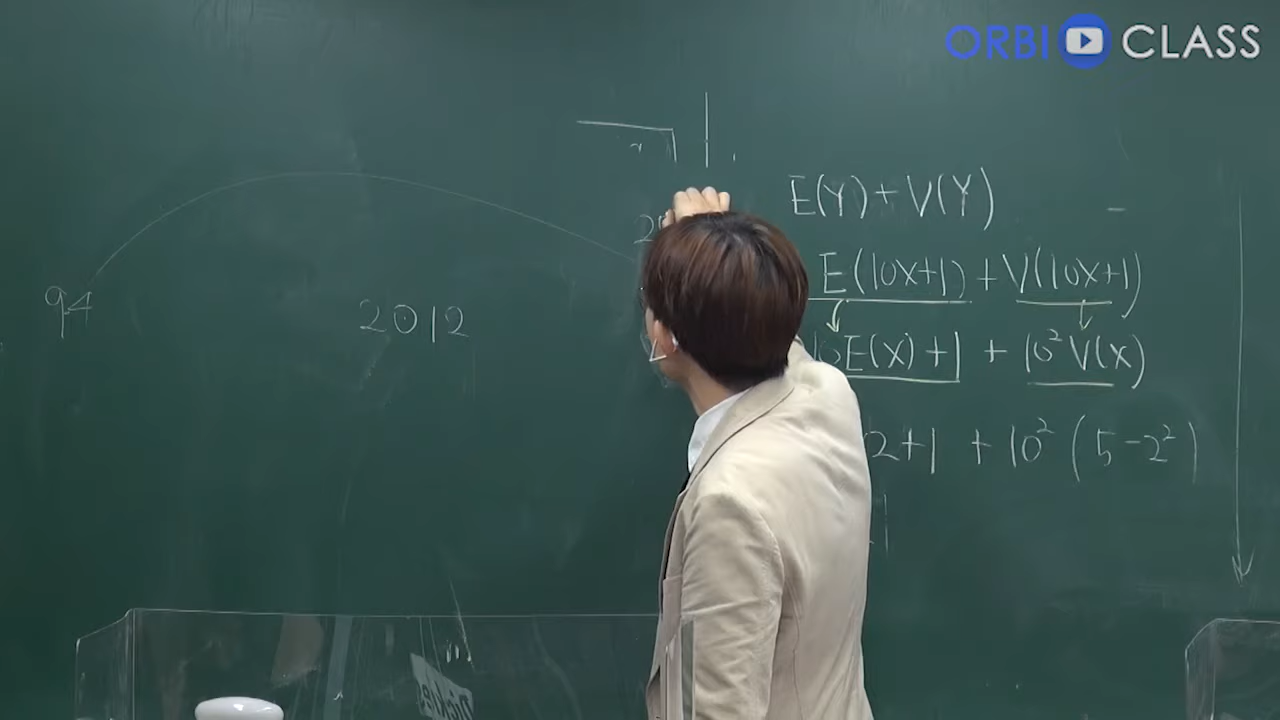 ORBI CLASS
E(Y)+V(Y)
E(10X+1)+V(10X+1)
10E(X)+1 + 10²V(X)
2+1 + 10²(5-2²)
94
2012